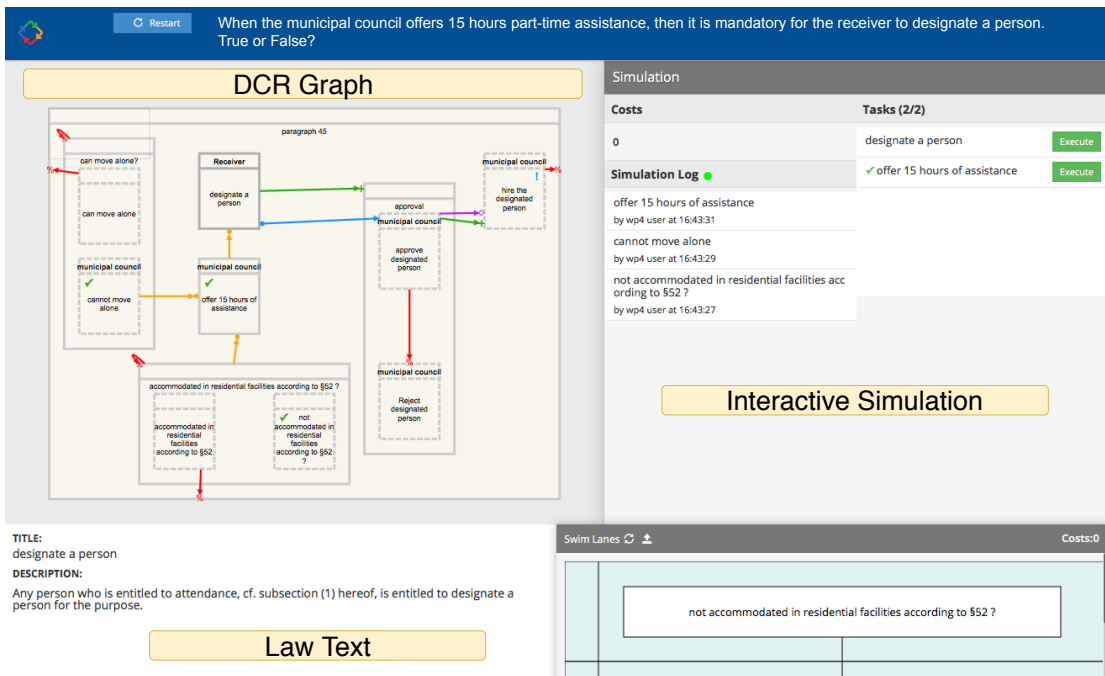 Restart
When the municipal council offers 15 hours part-time assistance, then it is mandatory for the receiver to designate a person.
True or False?
DCR Graph
paragraph 45
can move alone?
can move alone
municipal council
cannot move
alone
Receiver
designate a
person
municipal council
offer 15 hours of
assistance
approval
municipal council
approve
designated
person
municipal council
Reject
designated
person
municipal council
!
hire the
designated
person
accommodated in residential facilities according to §52 ?
accommodated in
residential
facilities
according to §52
not
accommodated in
residential
facilities
according to §52
?
%
%
%
%
%
%
Simulation
Costs
Tasks (2/2)
0
designate a person
Execute
Simulation Log
offer 15 hours of assistance
Execute
offer 15 hours of assistance
by wp4 user at 16:43:31
cannot move alone
by wp4 user at 16:43:29
not accommodated in residential facilities acc
ording to §52 ?
by wp4 user at 16:43:27
Interactive Simulation
TITLE:
designate a person
DESCRIPTION:
Any person who is entitled to attendance, cf. subsection (1) hereof, is entitled to designate a
person for the purpose.
Law Text
Swim Lanes
Costs:0
not accommodated in residential facilities according to §52 ?